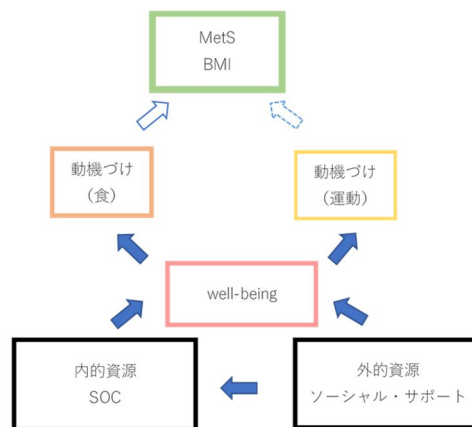 MetS
BMI
動機づけ
（食）
動機づけ
（運動）
well-being
内的資源
SOC
外的資源
ソーシャル・サポート